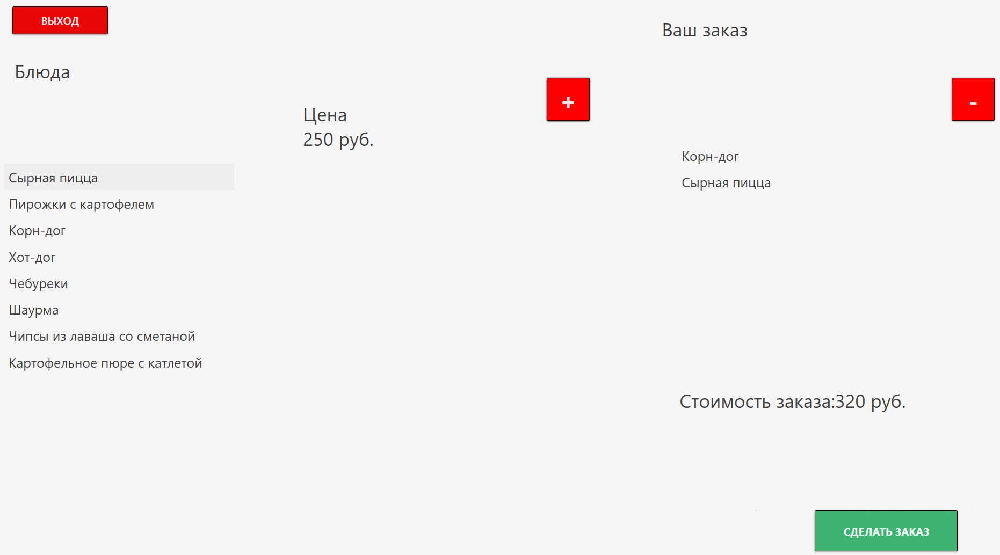 ВЫХОД
Блюда
Сырная пицца
Пирожки с картофелем
Корн-дог
Хот-дог
Чебуреки
Шаурма
Чипсы из лаваша со сметаной
Картофельное пюре с катлетой
Цена
250 руб.
+
Ваш заказ
-
Корн-дог
Сырная пицца
Стоимость заказа:320 руб.
СДЕЛАТЬ ЗАКАЗ